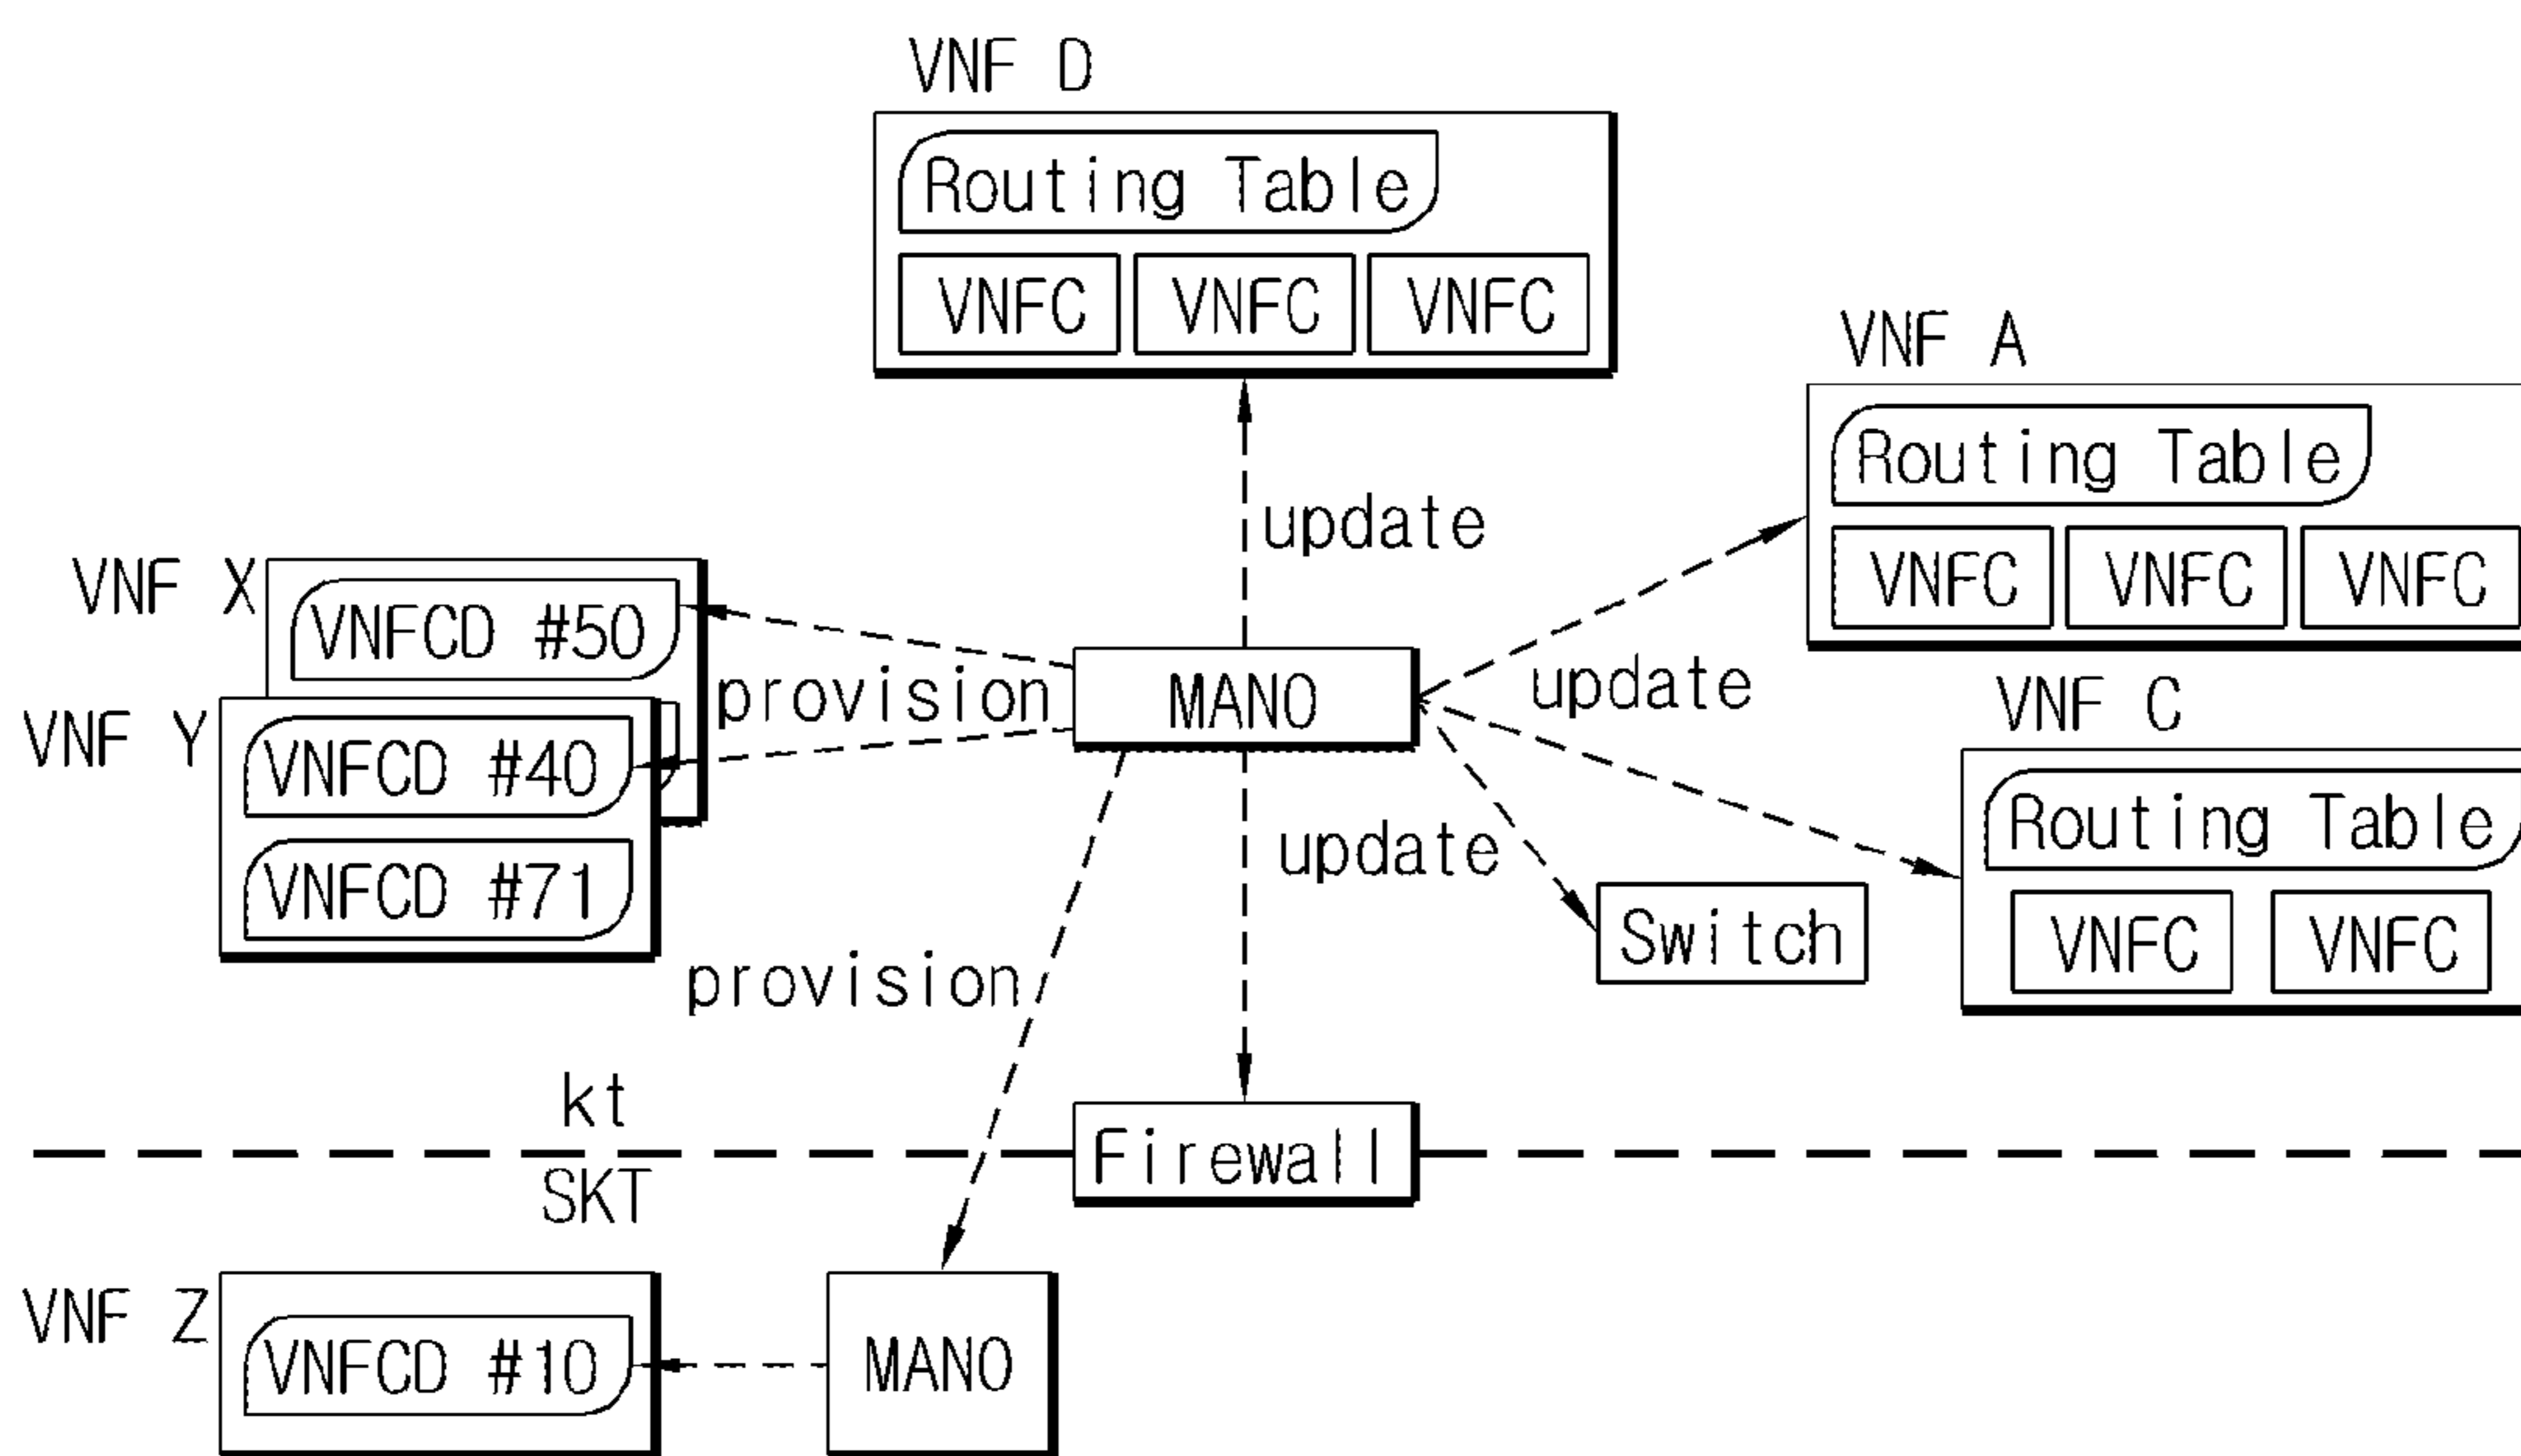 VNF D
Routing Table
VNFC VNFC VNFC
VNF A
Routing Table
VNFC VNFC VNFC
update
VNF X
VNFCD #50
provision
MANO
update
VNF C
Routing Table
VNFC VNFC
VNF Y
VNFCD #40
VNFCD #71
update
Switch
provision
kt
Firewall
SKT
VNF Z
VNFCD #10
MANO